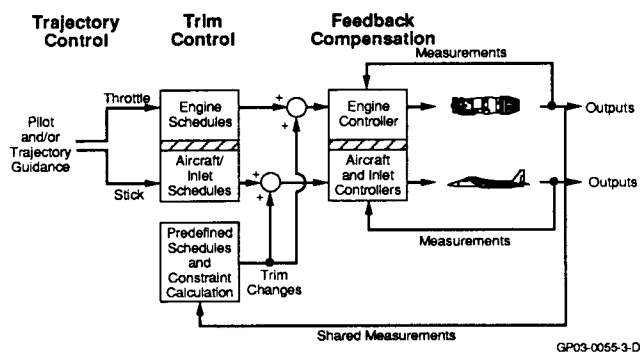 Trajectory
Control
Trim
Control
Feedback
Compensation
Measurements
Throttle
Engine
Schedules
+
+
Engine
Controller
Outputs
Pilot
and/or
Trajectory
Guidance
Aircraft/
Inlet
Schedules
+
+
Aircraft
and Inlet
Controllers
Outputs
Stick
Measurements
Predefined
Schedules
and
Constraint
Calculation
Trim
Changes
Shared Measurements
GP03-0055-3-D